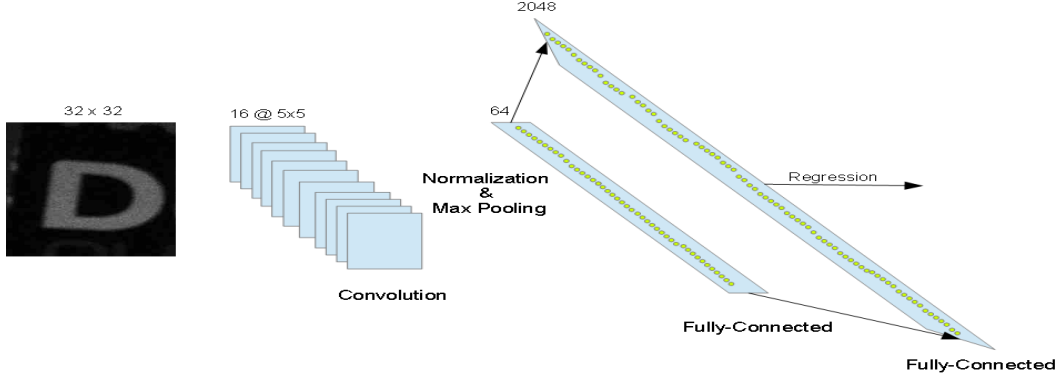 2048
32 x 32
16 @ 5x5
64
D
Normalization
&
Max Pooling
Regression
Convolution
Fully-Connected
Fully-Connected